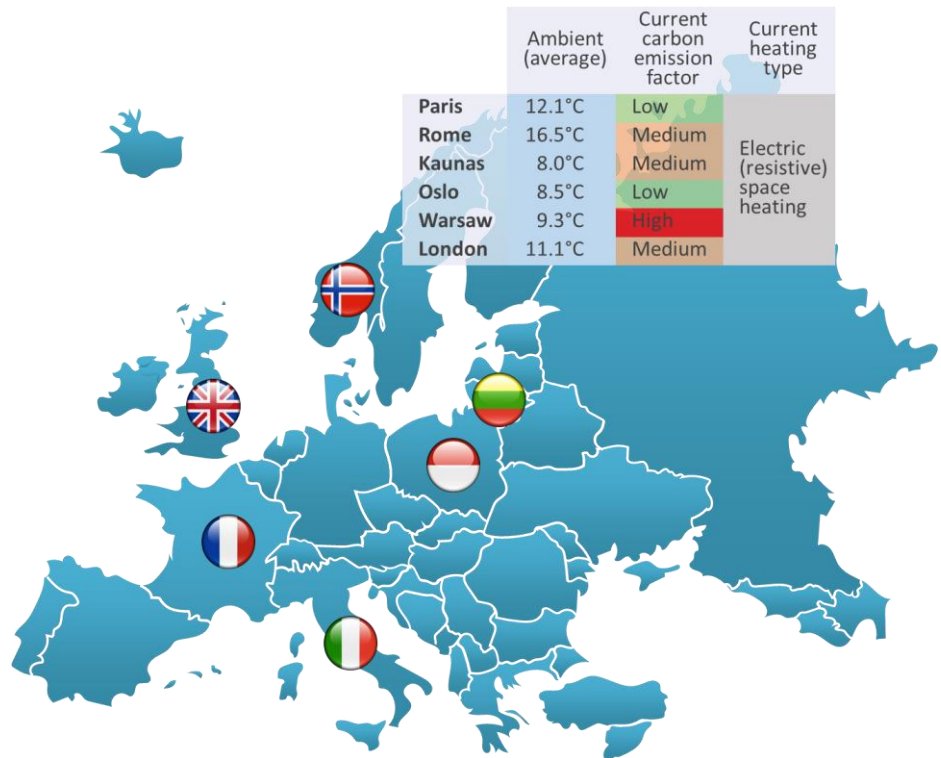 Ambient (average)
Current carbon emission factor
Current heating type
Paris 12.1°C Low
Rome 16.5°C Medium
Kaunas 8.0°C Medium
Oslo 8.5°C Low
Warsaw 9.3°C High
London 11.1°C Medium
Electric (resistive) space heating